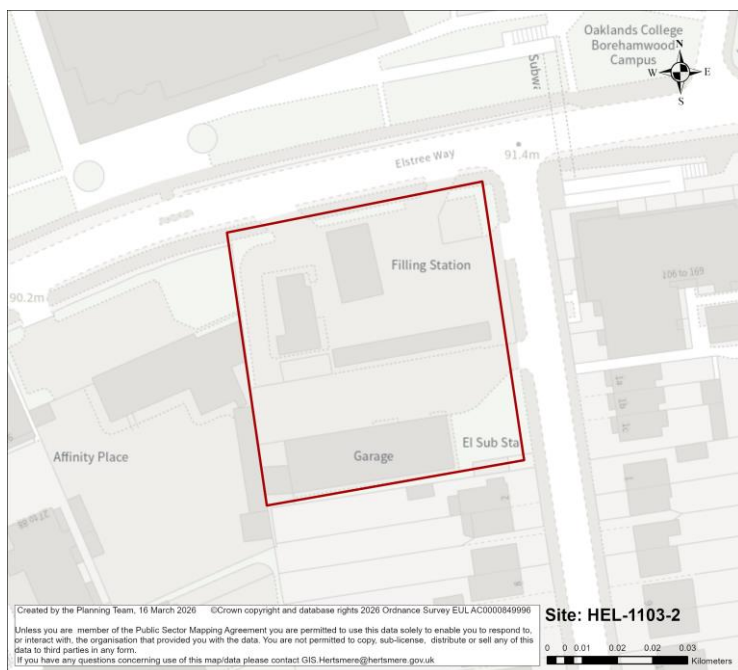 Oaklands College
Borehamwood
Campus
N
W E
S
Subw
Elstree Way
91.4m
Filling Station
106 to 169
90.2m
El Sub Sta
Garage
Affinity Place
Created by the Planning Team, 16 March 2026 ©Crown copyright and database rights 2026 Ordnance Survey EUL AC0000849996
Unless you are member of the Public Sector Mapping Agreement you are permitted to use this data solely to enable you to respond to,
or interact with, the organisation that provided you with the data. You are not permitted to copy, sub-license, distribute or sell any of this
data to third parties in any form.
If you have any questions concerning use of this map/data please contact GIS.Hertsmere@hertsmere.gov.uk
Site: HEL-1103-2
0 0 0.01 0.02 0.02 0.03
Kilometers